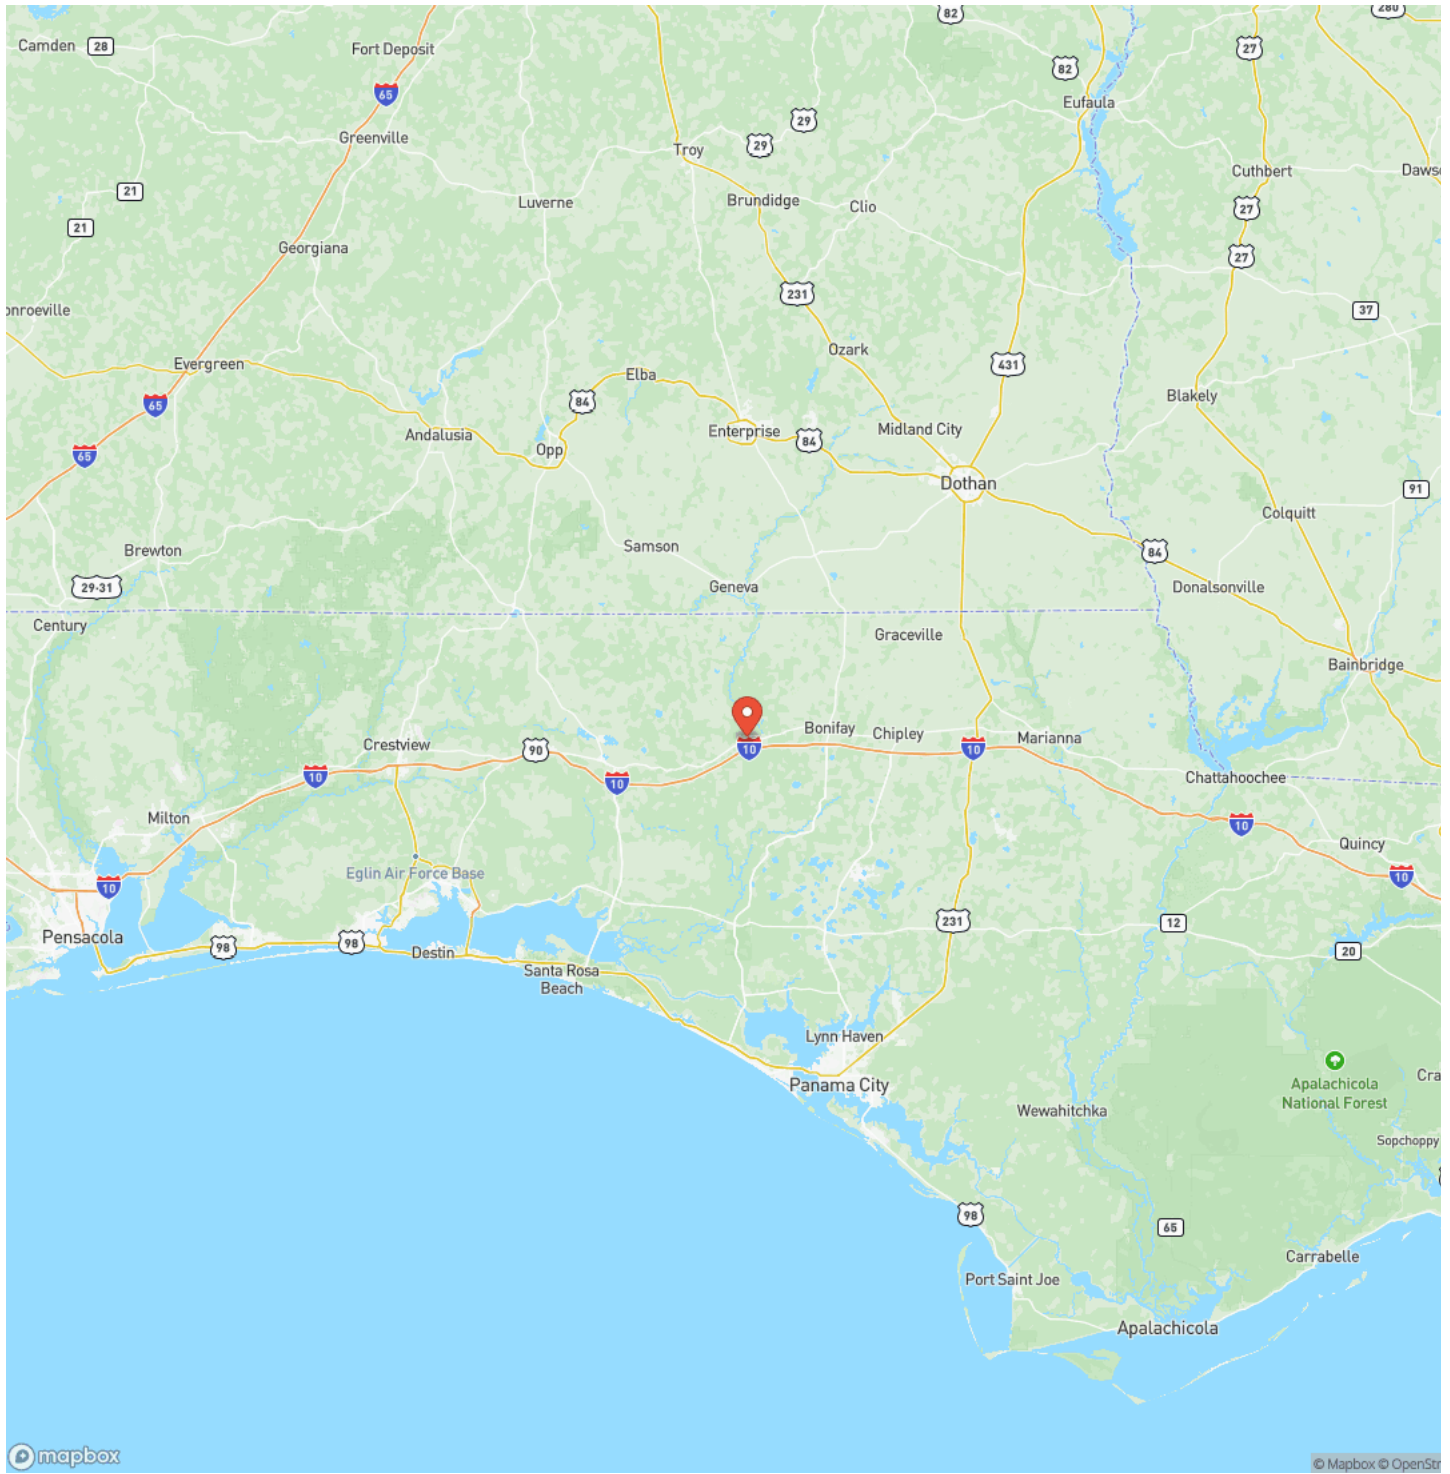 82
280
Camden
28
Fort Deposit
27
82
65
Eufaula
29
Greenville
29
Troy
Cuthbert
Daws
21
Brundidge
Clio
Luverne
27
21
Georgiana
27
231
onroeville
37
Ozark
Evergreen
431
Elba
Blakely
65
84
Midland City
Enterprise
Andalusia
84
65
Opp
Dothan
91
Colquitt
Samson
Brewton
84
29-31
Geneva
Donalsonville
Century
Graceville
Bainbridge
Bonifay
Chipley
Marianna
Crestview
90
10
10
10
10
Chattahoochee
Milton
10
Quincy
Eglin Air Force Base
10
10
231
12
Pensacola
98
98
Destin
20
Santa Rosa
Beach
Lynn Haven
Panama City
Apalachicola
National Forest
Cra
Wewahitchka
Sopchoppy
98
65
Carrabelle
Port Saint Joe
Apalachicola
mapbox
© Mapbox © OpenStr